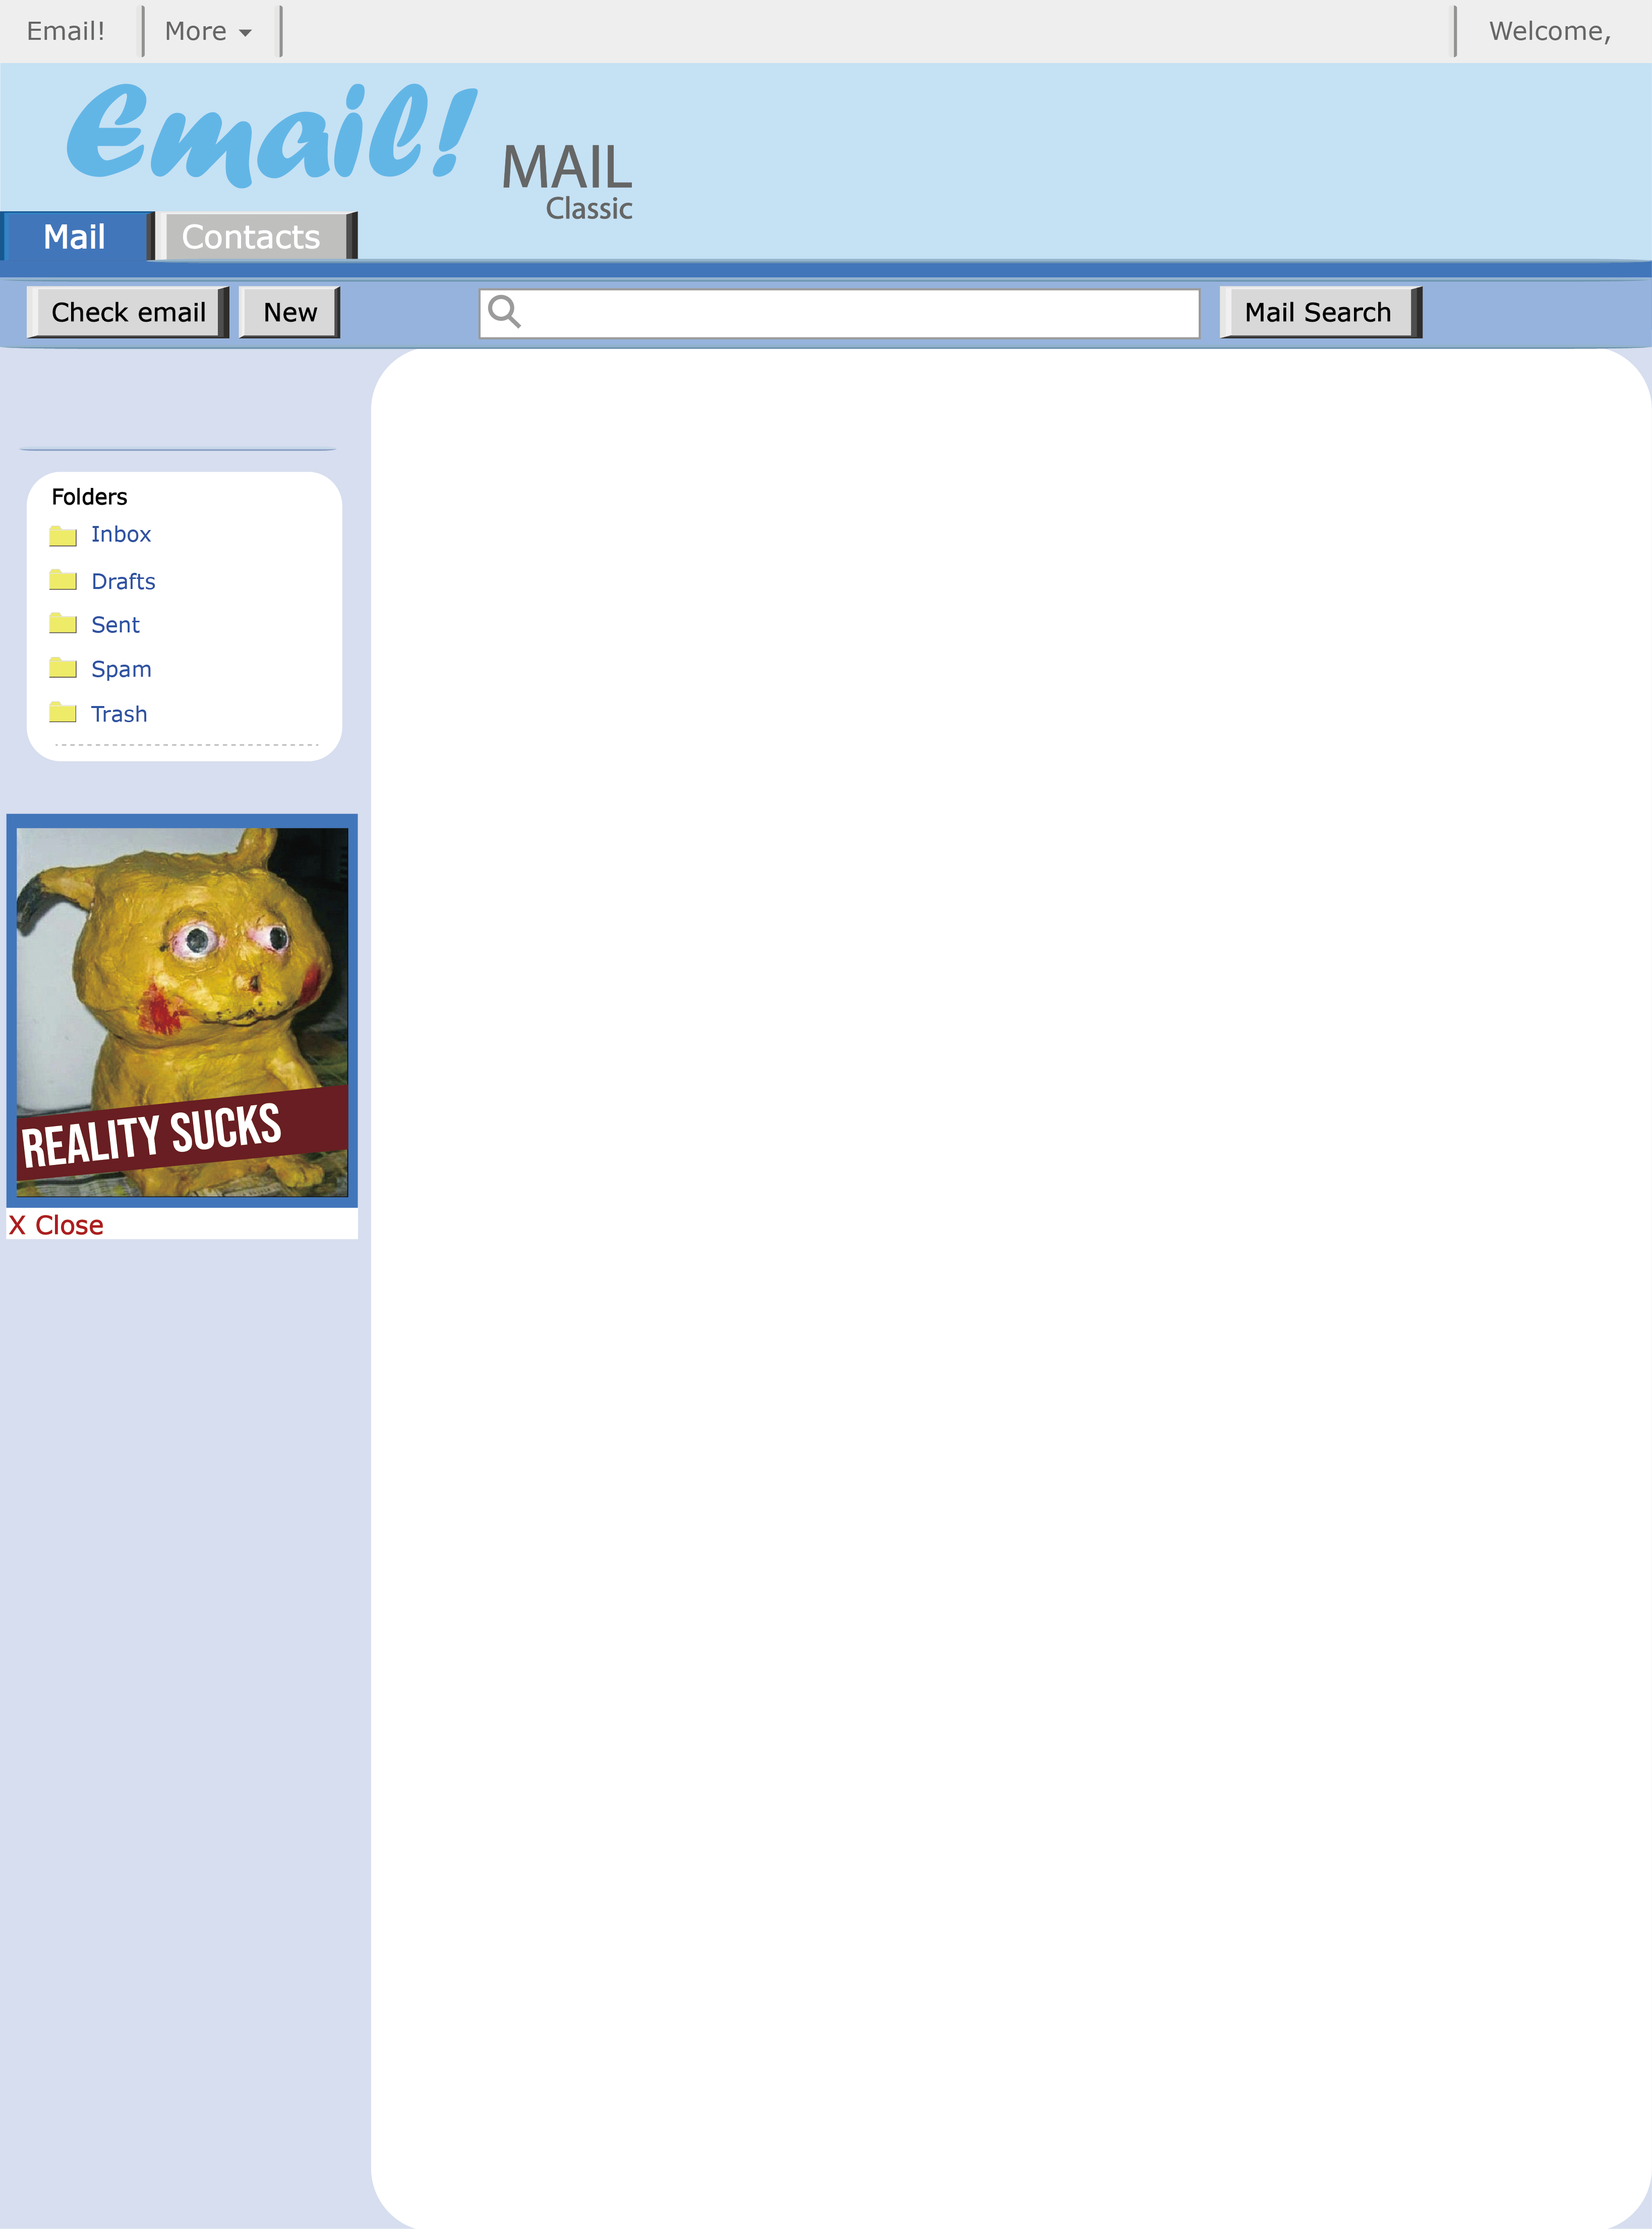 Email! More Welcome,
Email! MAIL
Classic
Mail Contacts
Check email New Mail Search
Folders
Inbox
Drafts
Sent
Spam
Trash
REALITY SUCKS
X Close